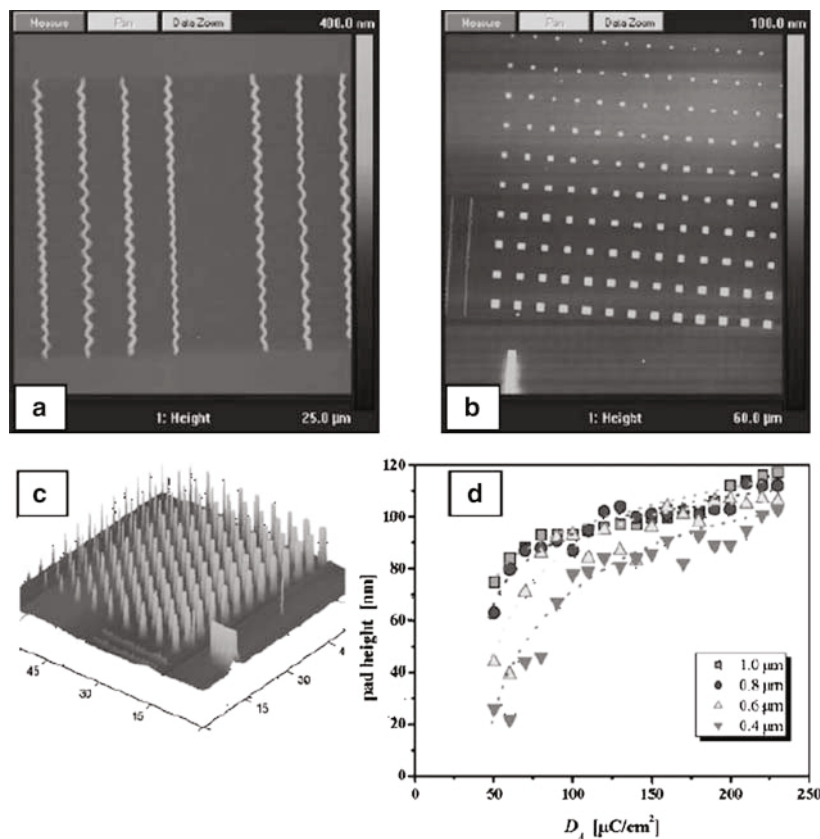 Measure Pan Data Zoom 400.0 nm
a
1: Height 25.0 µm
Measure Pan Data Zoom 100.0 nm
b
1: Height 60.0 µm
c
45
30
15
15
30
4
d
pad height [nm]
120
100
80
60
40
20
0
1.0 µm
0.8 µm
0.6 µm
0.4 µm
0 50 100 150 200 250
[µC/cm²]